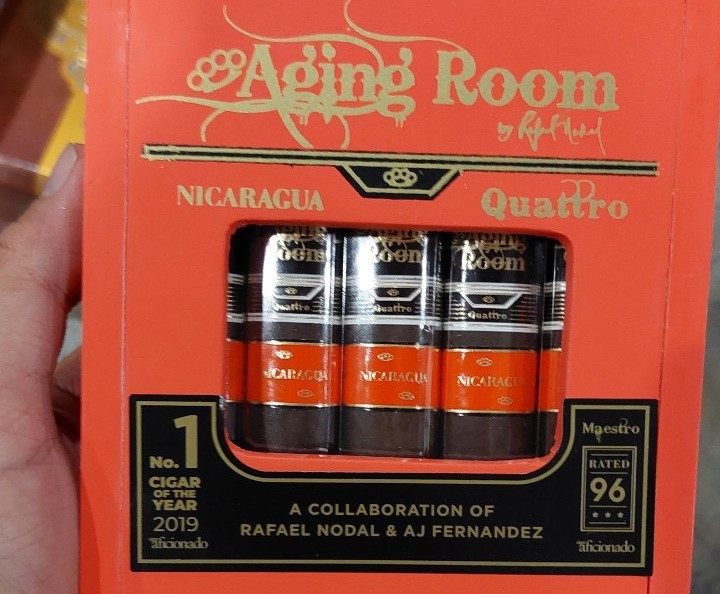 Aging Room
by Rafael Nodal
NICARAGUA
Quattro
Aging
Room
Quattro
NICARAGUA
Aging
Room
Quattro
NICARAGUA
Aging
Room
Quattro
NICARAGUA
No. 1
CIGAR
OF THE
YEAR
2019
aficionado
A COLLABORATION OF
RAFAEL NODAL & AJ FERNANDEZ
Maestro
RATED
96
aficionado